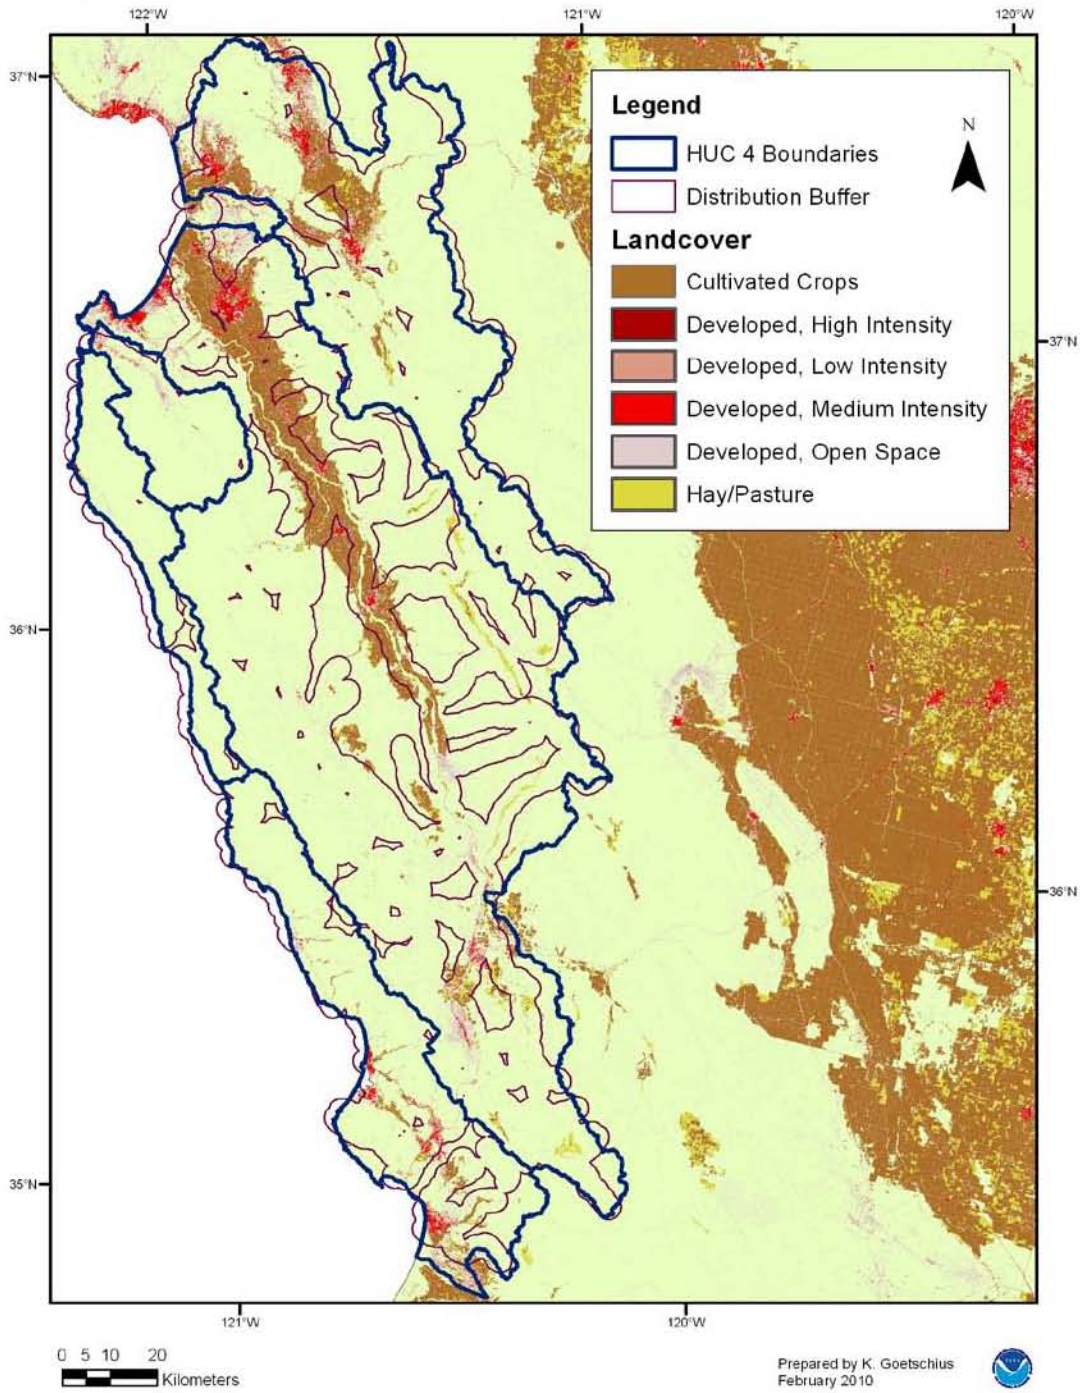 122°W
121°W
120°W
37°N
Legend
N
HUC 4 Boundaries
Distribution Buffer
Landcover
Cultivated Crops
Developed, High Intensity
37°N
Developed, Low Intensity
Developed, Medium Intensity
Developed, Open Space
Hay/Pasture
36°N
36°N
35°N
121°W
120°W
0 5 10 20
Kilometers
Prepared by K. Goetschius
February 2010